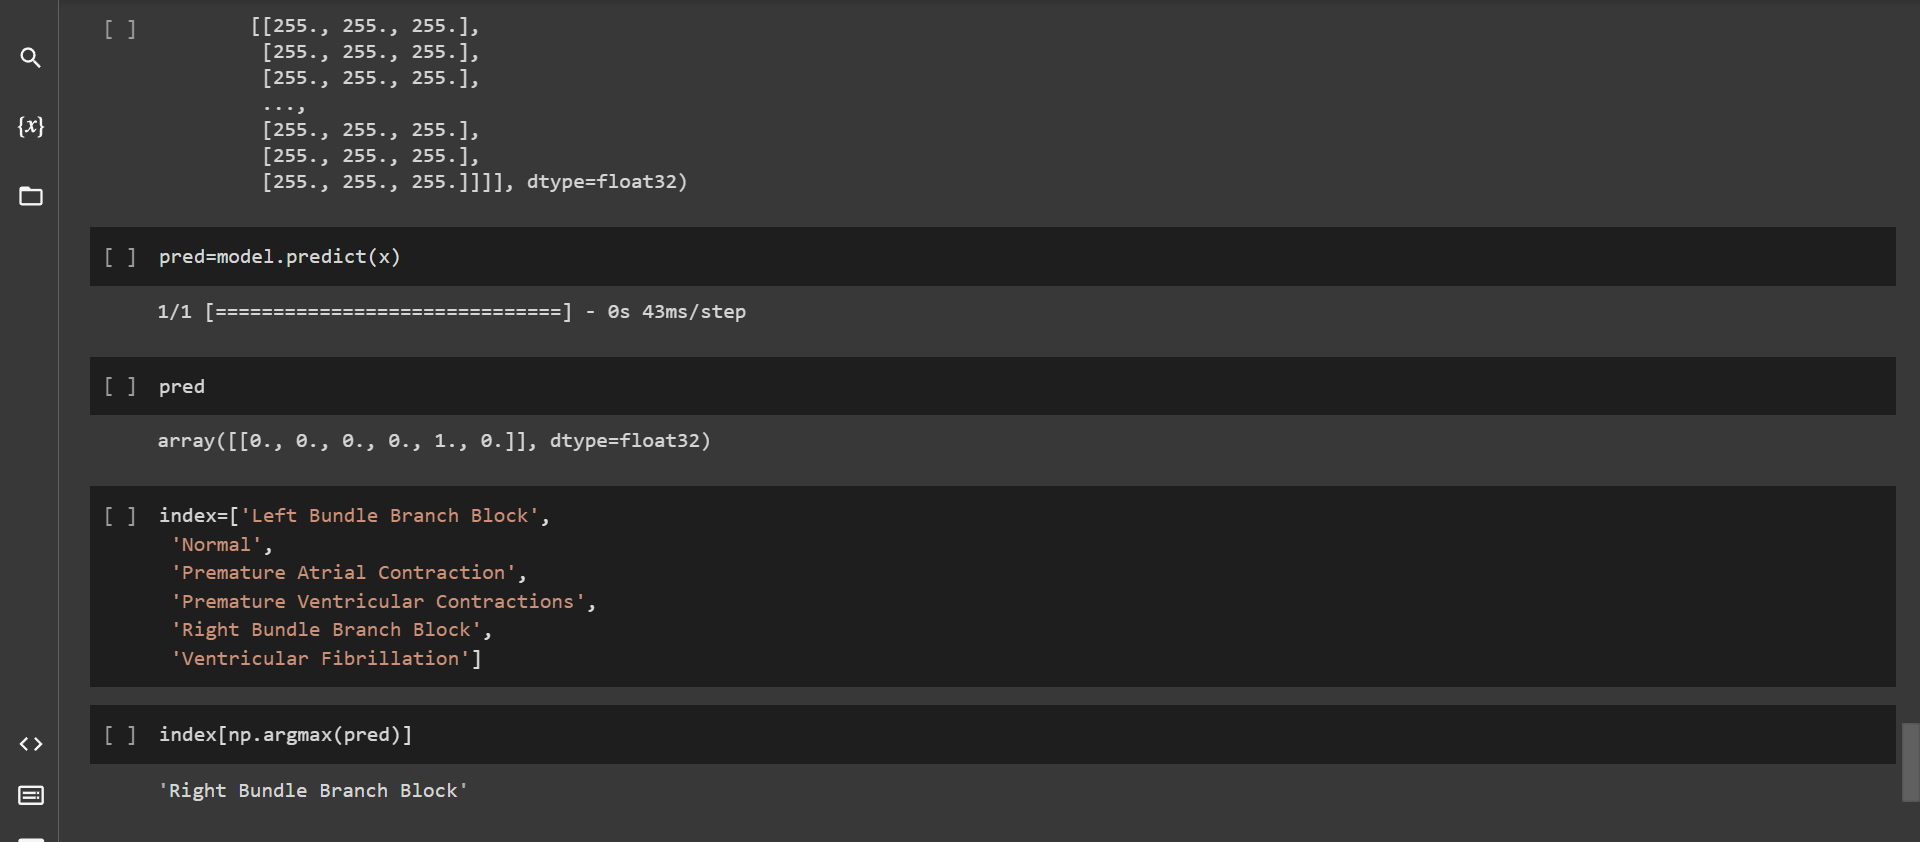 [ ] [[255., 255., 255.],
[255., 255., 255.],
[255., 255., 255.],
...,
[255., 255., 255.],
[255., 255., 255.],
[255., 255., 255.]]]], dtype=float32)
{x}
[ ] pred=model.predict(x)
1/1 [==============================] - 0s 43ms/step
[ ] pred
array([[0., 0., 0., 0., 1., 0.]], dtype=float32)
[ ] index=['Left Bundle Branch Block',
'Normal',
'Premature Atrial Contraction',
'Premature Ventricular Contractions',
'Right Bundle Branch Block',
'Ventricular Fibrillation']
[ ] index[np.argmax(pred)]
'Right Bundle Branch Block'